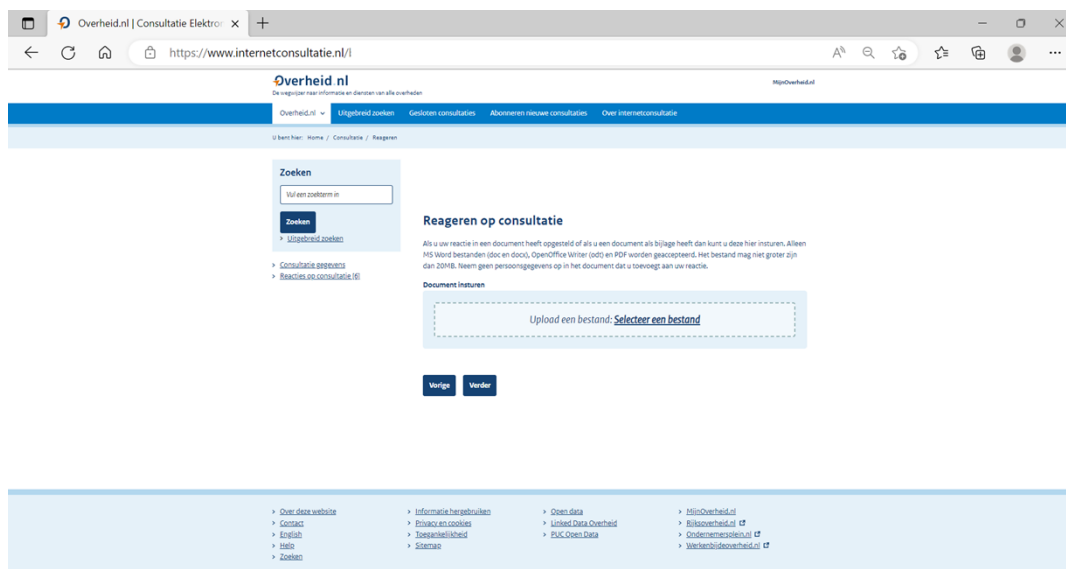 Overheid.nl | Consultatie Elektron
https://www.internetconsultatie.nl/i
Overheid.nl
MijnOverheid.nl
De wegwijzer naar informatie en diensten van alle overheden
Overheid.nl Uitgebreid zoeken Gesloten consultaties Abonneren nieuwe consultaties Over internetconsultatie
U bent hier: Home / Consultatie / Reageren
Zoeken
Vul een zoekterm in
Zoeken
> Uitgebreid zoeken
> Consultatie gegevens
> Reacties op consultatie (6)
Reageren op consultatie
Als u uw reactie in een document heeft opgesteld of als u een document als bijlage heeft dan kunt u deze hier insturen. Alleen
MS Word bestanden (doc en docx), OpenOffice Writer (odt) en PDF worden geaccepteerd. Het bestand mag niet groter zijn
dan 20MB. Neem geen persoonsgegevens op in het document dat u toevoegt aan uw reactie.
Document insturen
Upload een bestand: Selecteer een bestand
Vorige Verder
> Over deze website
> Contact
> English
> Help
> Zoeken
> Informatie hergebruiken
> Privacy en cookies
> Toegankelijkheid
> Sitemap
> Open data
> Linked Data Overheid
> PUC Open Data
> MijnOverheid.nl
> Rijksoverheid.nl
> Ondernemersplein.nl
> Werkenbijdeoverheid.nl